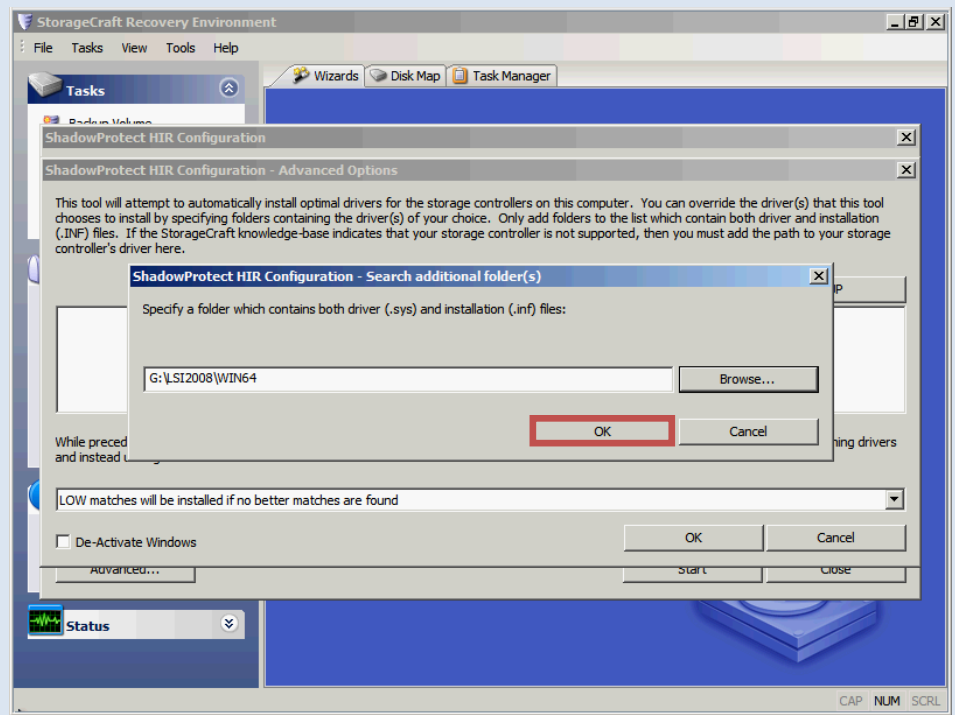 StorageCraft Recovery Environment
File Tasks View Tools Help
Wizards Disk Map Task Manager
Tasks
Backup Volume
ShadowProtect HIR Configuration
ShadowProtect HIR Configuration - Advanced Options
This tool will attempt to automatically install optimal drivers for the storage controllers on this computer. You can override the driver(s) that this tool
chooses to install by specifying folders containing the driver(s) of your choice. Only add folders to the list which contain both driver and installation
(.INF) files. If the StorageCraft knowledge-base indicates that your storage controller is not supported, then you must add the path to your storage
controller's driver here.
ShadowProtect HIR Configuration - Search additional folder(s)
Specify a folder which contains both driver (.sys) and installation (.inf) files:
G:\LSI2008\WIN64
Browse...
OK Cancel
While preced
ning drivers
and instead
LOW matches will be installed if no better matches are found
De-Activate Windows
OK Cancel
Advanced... Start Close
Status
CAP NUM SCRL